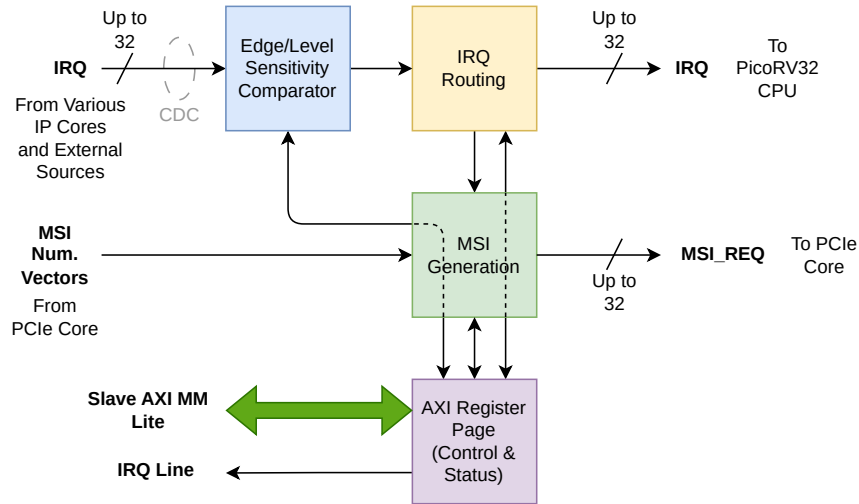 Up to
32
IRQ
CDC
From Various
IP Cores
and External
Sources
Edge/Level
Sensitivity
Comparator
IRQ
Routing
Up to
32
IRQ
To
PicoRV32
CPU
MSI
Num.
Vectors
From
PCIe Core
MSI
Generation
Up to
32
MSI_REQ
To PCIe
Core
Slave AXI MM
Lite
IRQ Line
AXI Register
Page
(Control &
Status)